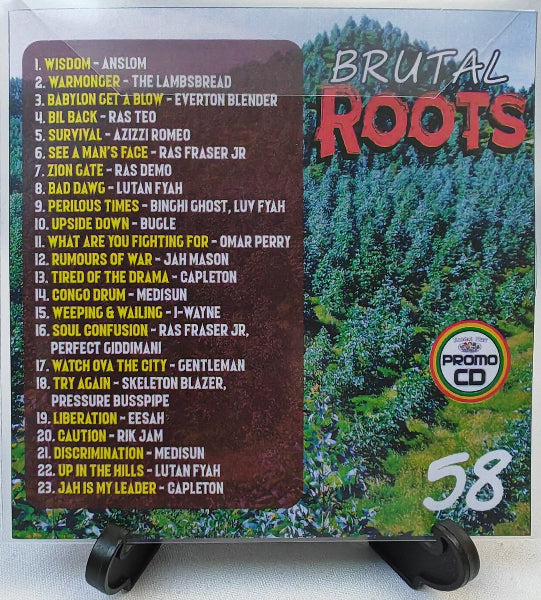 BRUTAL
ROOTS
1. WISDOM - ANSLOM
2. WARMONGER - THE LAMBSBREAD
3. BABYLON GET A BLOW - EVERTON BLENDER
4. BIL BACK - RAS TEO
5. SURVIVAL - AZIZZI ROMEO
6. SEE A MAN'S FACE - RAS FRASER JR
7. ZION GATE - RAS DEMO
8. BAD DAWG - LUTAN FYAH
9. PERILOUS TIMES - BINGHI GHOST, LUV FYAH
10. UPSIDE DOWN - BUGLE
11. WHAT ARE YOU FIGHTING FOR - OMAR PERRY
12. RUMOURS OF WAR - JAH MASON
13. TIRED OF THE DRAMA - CAPLETON
14. CONGO DRUM - MEDISUN
15. WEEPING & WAILING - I-WAYNE
16. SOUL CONFUSION - RAS FRASER JR,
PERFECT GIDDIMANI
17. WATCH OVA THE CITY - GENTLEMAN
18. TRY AGAIN - SKELETON BLAZER,
PRESSURE BUSSPIPE
19. LIBERATION - EESAH
20. CAUTION - RIK JAM
21. DISCRIMINATION - MEDISUN
22. UP IN THE HILLS - LUTAN FYAH
23. JAH IS MY LEADER - CAPLETON
PROMO
CD
58